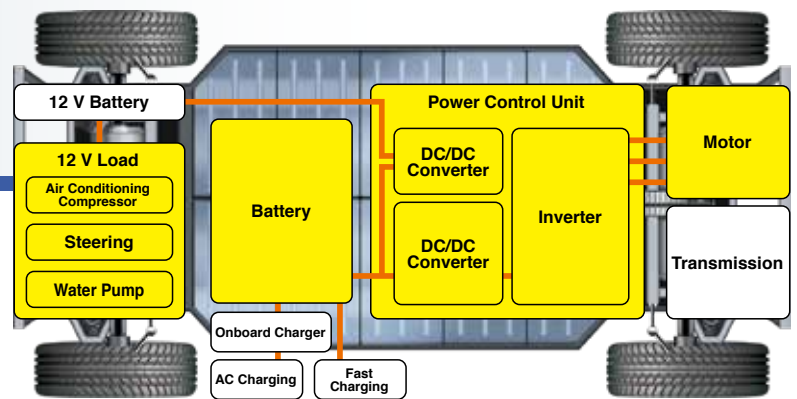 12 V Battery
12 V Load
Air Conditioning
Compressor
Steering
Water Pump
Battery
Onboard Charger
AC Charging
Fast
Charging
Power Control Unit
DC/DC
Converter
DC/DC
Converter
Inverter
Motor
Transmission